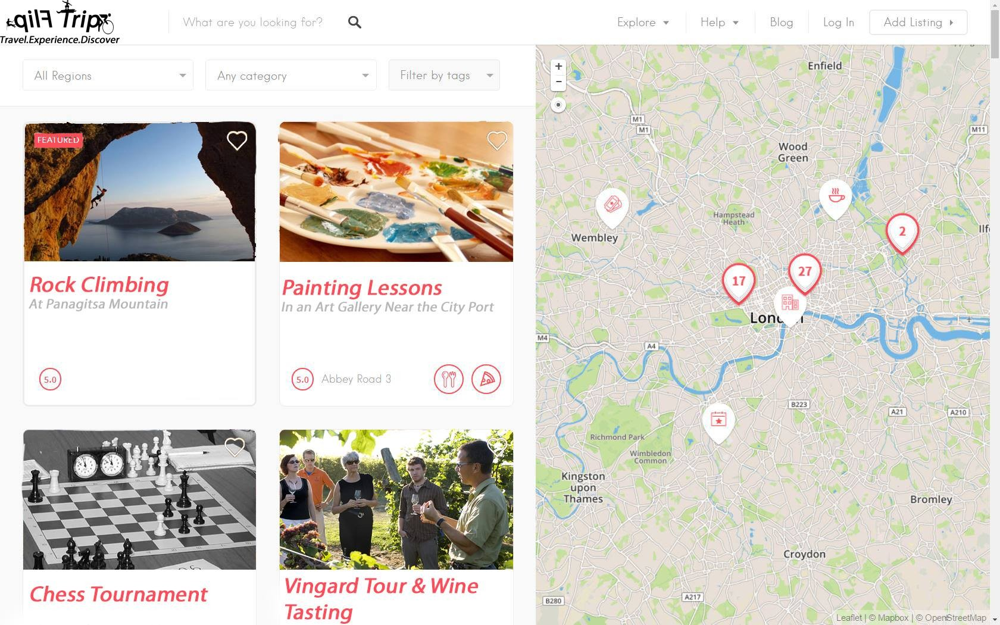 Flip Trip
Travel.Experience.Discover
What are you looking for?
Explore
Help
Blog
Log In
Add Listing
All Regions
Any category
Filter by tags
FEATURED
Rock Climbing
At Panagitsa Mountain
5.0
Painting Lessons
In an Art Gallery Near the City Port
5.0 Abbey Road 3
Chess Tournament
Vingard Tour & Wine
Tasting
+
−
Enfield
M1
M1
M11
Wood
Green
Hampstead
Heath
Wembley
2
27
17
M4
A4
B223
A21
A210
Richmond Park
Wimbledon
Common
Kingston
upon
Thames
Bromley
Croydon
A217
B280
Leaflet | © Mapbox | © OpenStreetMap